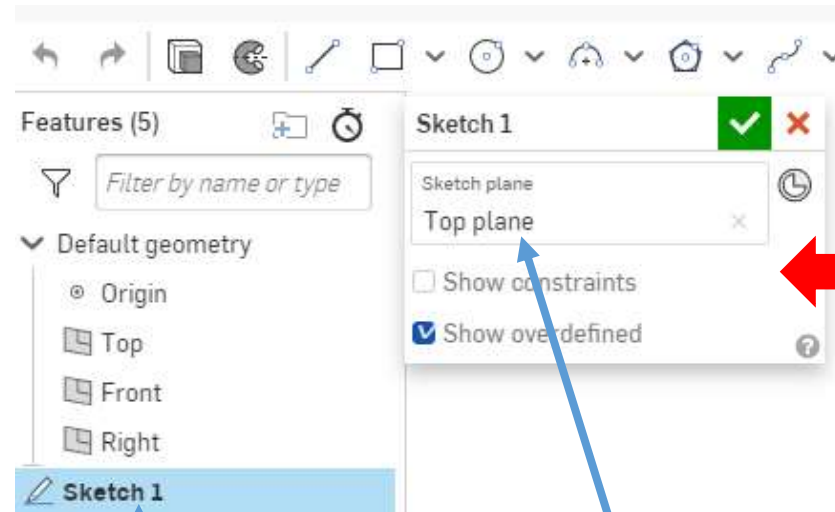 Features (5)
Filter by name or type
Default geometry
Origin
Top
Front
Right
Sketch 1
Sketch 1
Sketch plane
Top plane
Show constraints
Show overdefined